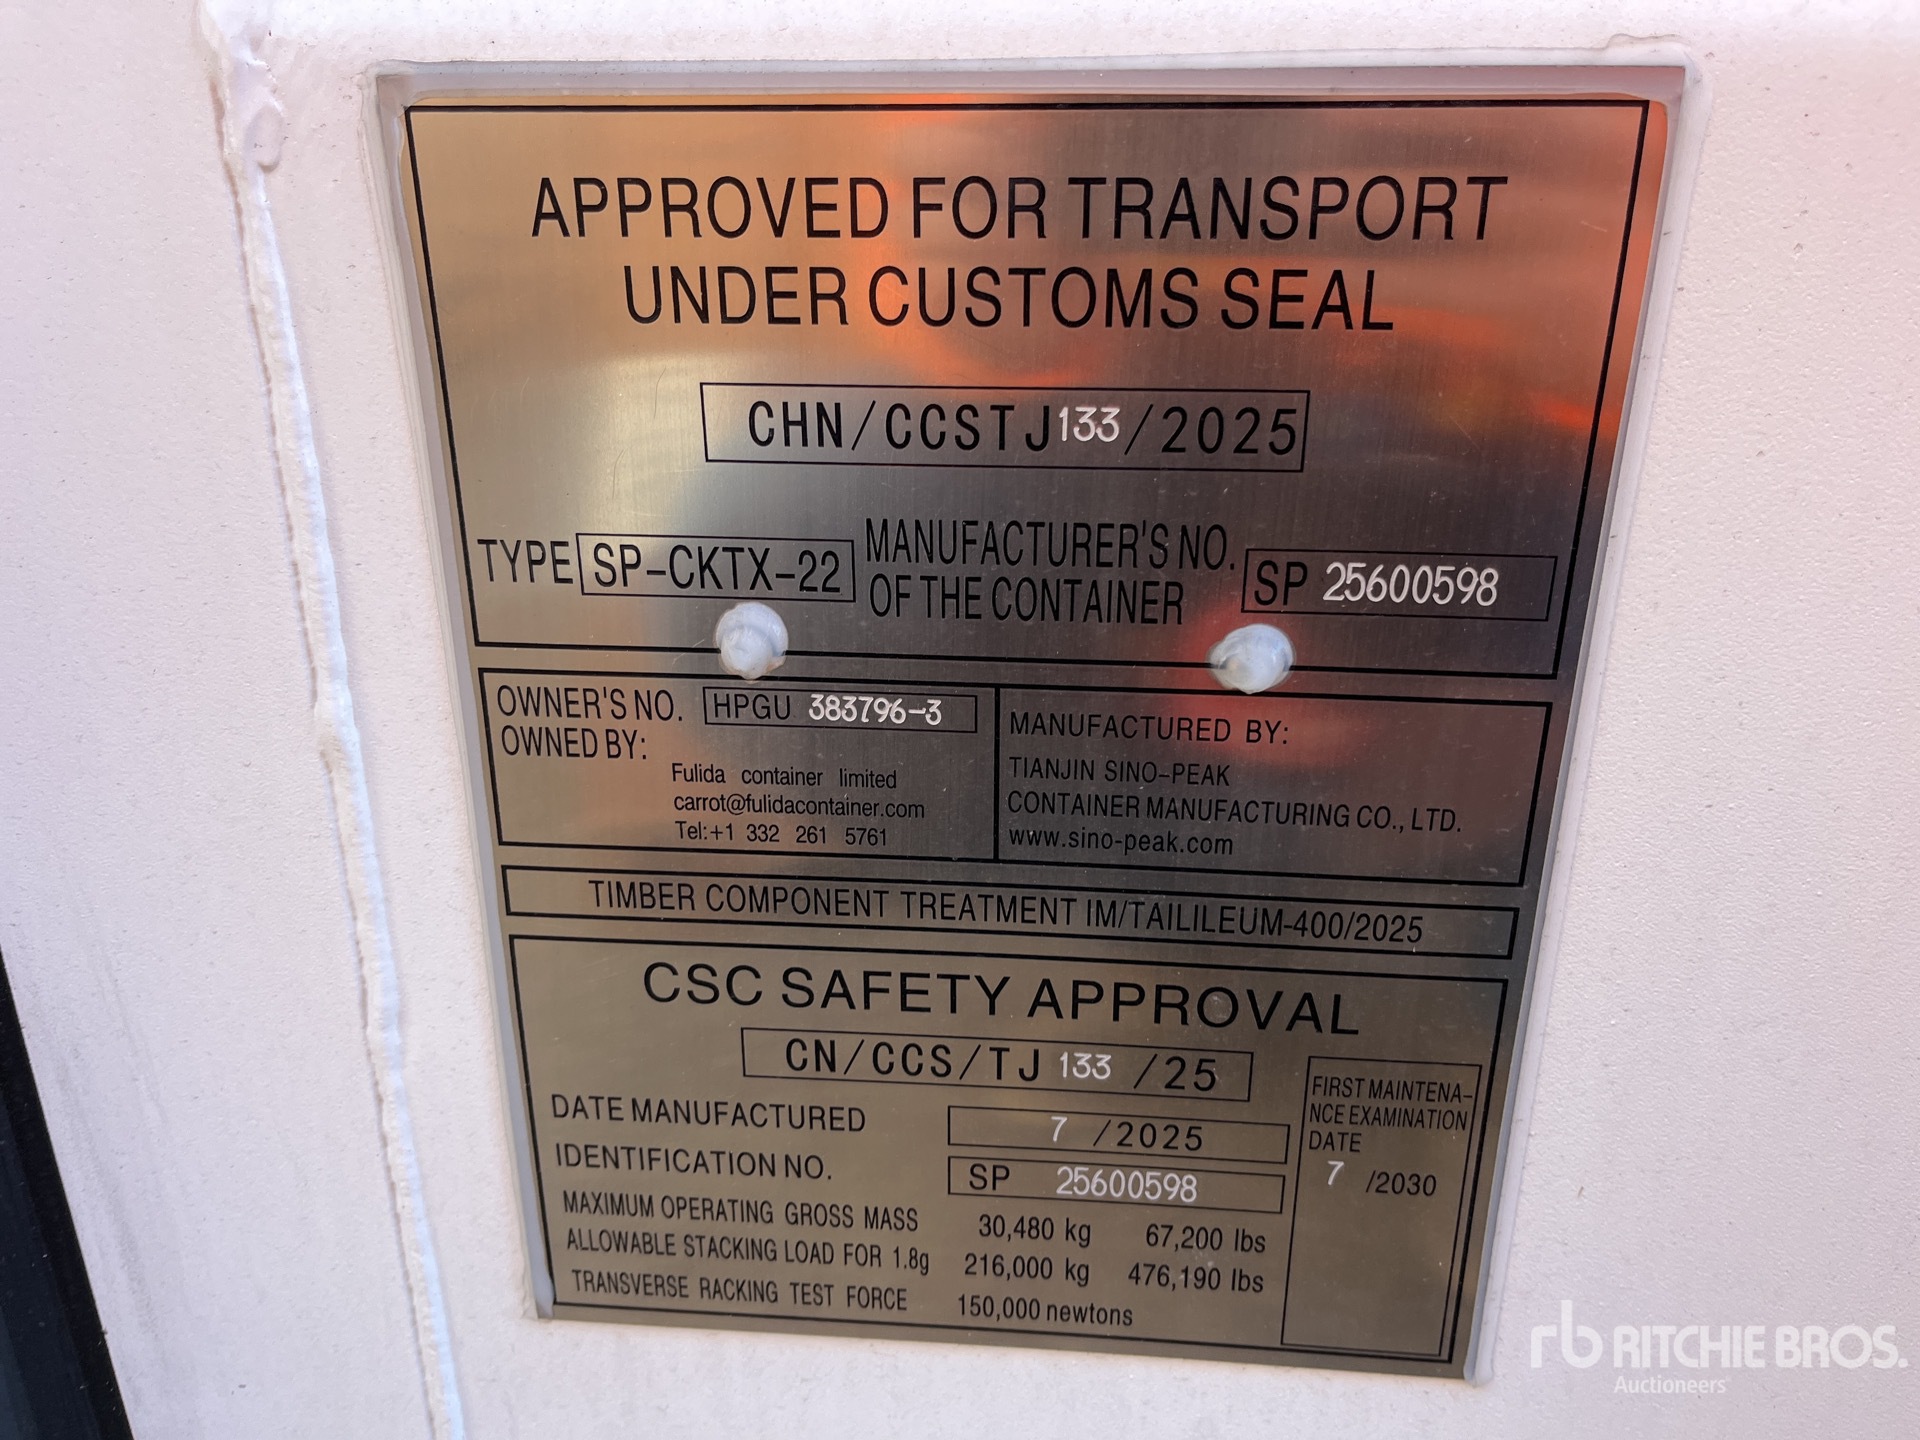 APPROVED FOR TRANSPORT
UNDER CUSTOMS SEAL
CHN/CCSTJ133/2025
TYPE SP-CKTX-22
MANUFACTURER'S NO.
OF THE CONTAINER
SP 25600598
OWNER'S NO. HPGU 383796-3
OWNED BY:
Fulida container limited
carrot@fulidacontainer.com
Tel:+1 332 261 5761
MANUFACTURED BY:
TIANJIN SINO-PEAK
CONTAINER MANUFACTURING CO., LTD.
www.sino-peak.com
TIMBER COMPONENT TREATMENT IM/TAILILEUM-400/2025
CSC SAFETY APPROVAL
CN/CCS/TJ 133 /25
DATE MANUFACTURED 7 /2025
IDENTIFICATION NO. SP 25600598
MAXIMUM OPERATING GROSS MASS 30,480 kg 67,200 lbs
ALLOWABLE STACKING LOAD FOR 1.8g 216,000 kg 476,190 lbs
TRANSVERSE RACKING TEST FORCE 150,000 newtons
FIRST MAINTENA-
NCE EXAMINATION
DATE
7 /2030
rb RITCHIE BROS.
Auctioneers